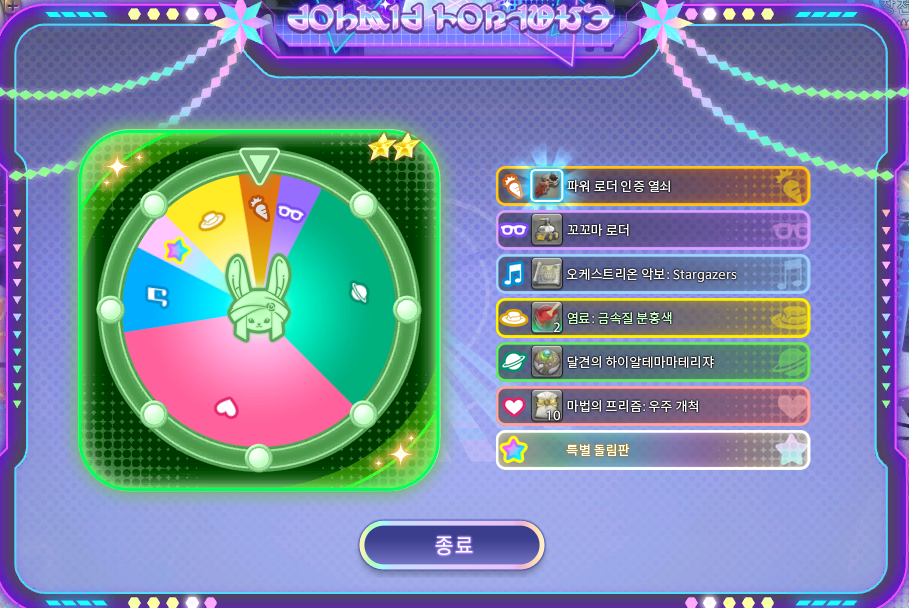 파워 로더 인증 열쇠
꼬꼬마 로더
오케스트리온 악보: Stargazers
2
염료: 금속질 분홍색
달견의 하이알테마마테리쟈
10
마법의 프리즘: 우주 개척
특별 돌림판
종료